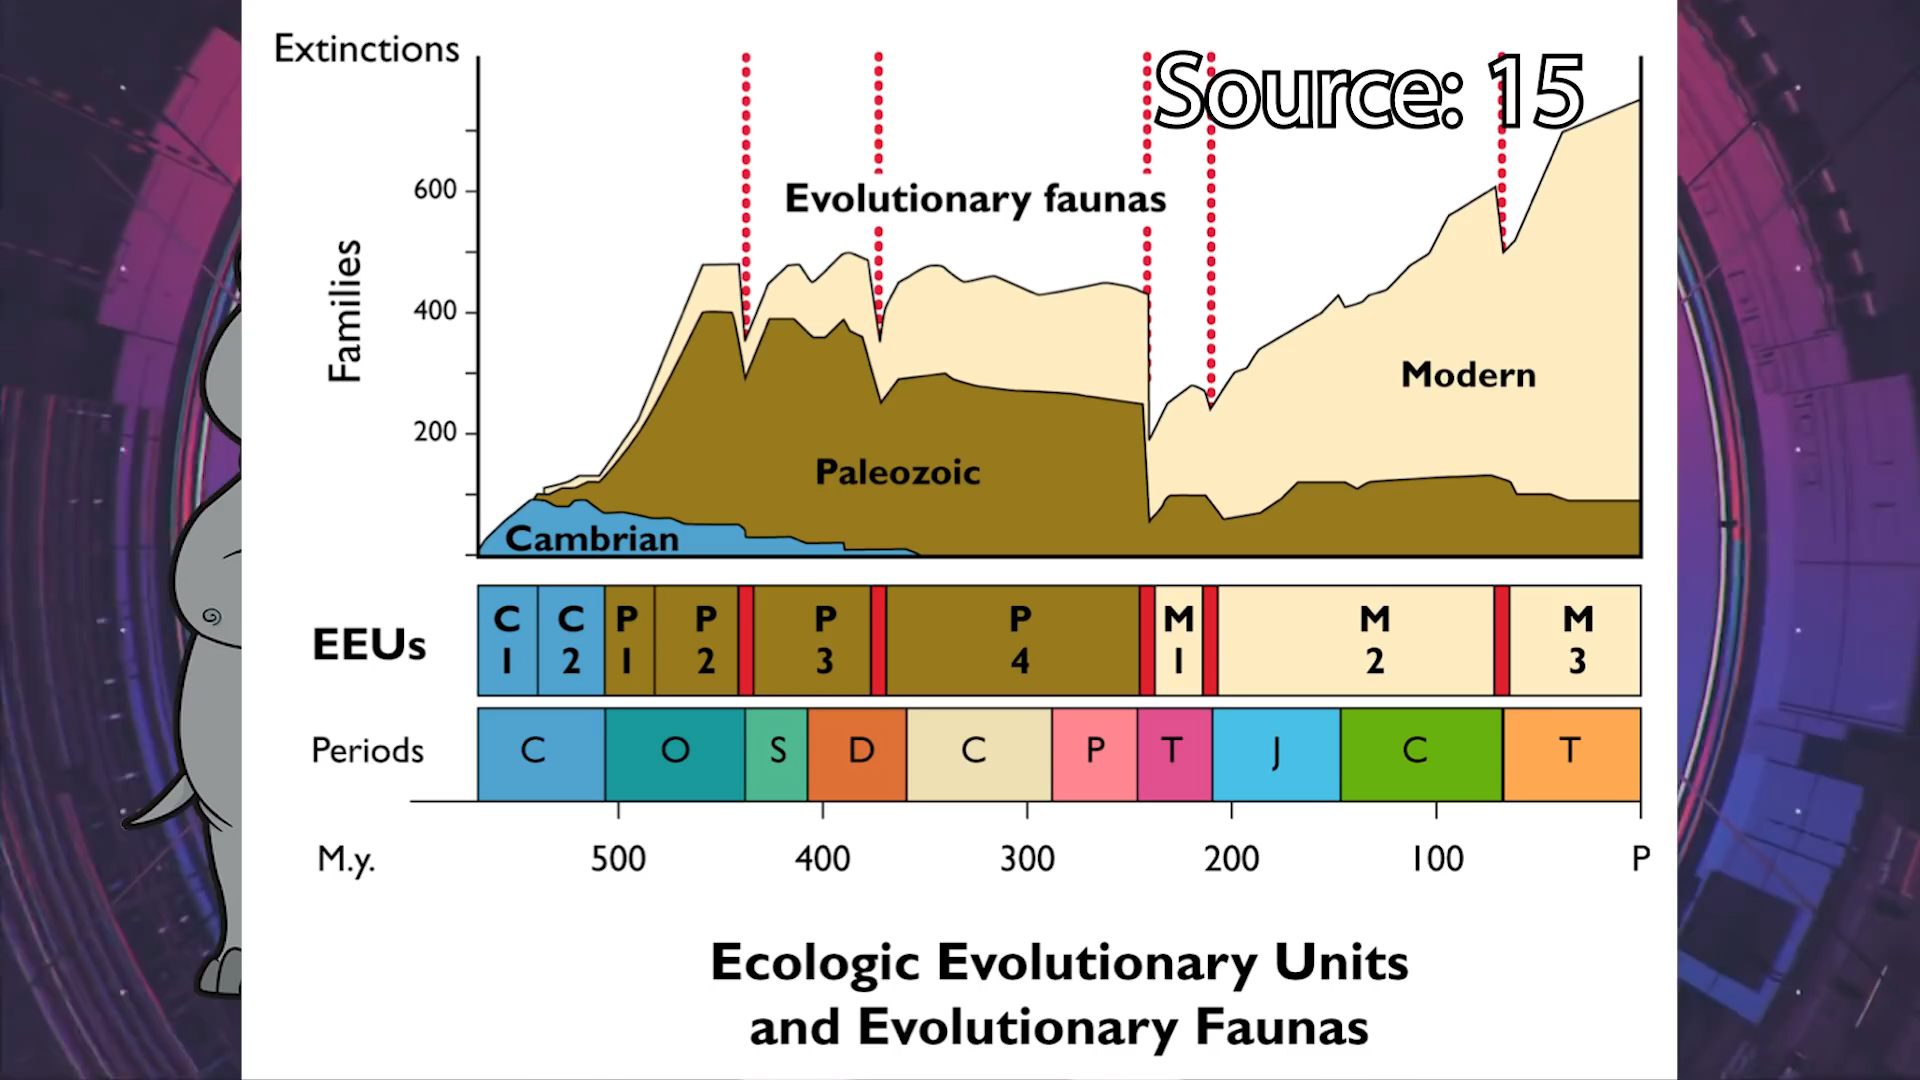 Extinctions
Source: 15
600
Evolutionary faunas
Families
400
Modern
200
Paleozoic
Cambrian
EEUs
C 1
C 2
P 1
P 2
P 3
P 4
M 1
M 2
M 3
Periods
C
O
S
D
C
P
T
J
C
T
M.y.
500
400
300
200
100
P
Ecologic Evolutionary Units
and Evolutionary Faunas